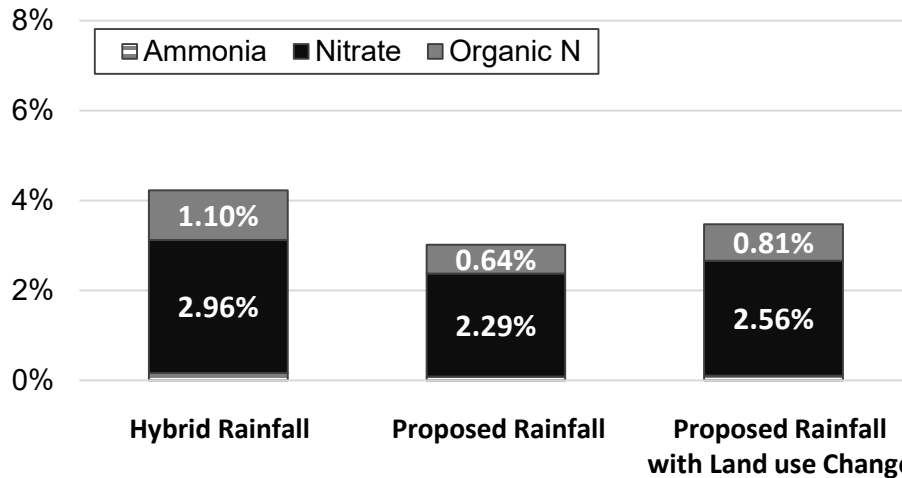 8%
Ammonia Nitrate Organic N
6%
4%
1.10%
0.64%
0.81%
2%
2.96%
2.29%
2.56%
0%
Hybrid Rainfall
Proposed Rainfall
Proposed Rainfall
with Land use Change